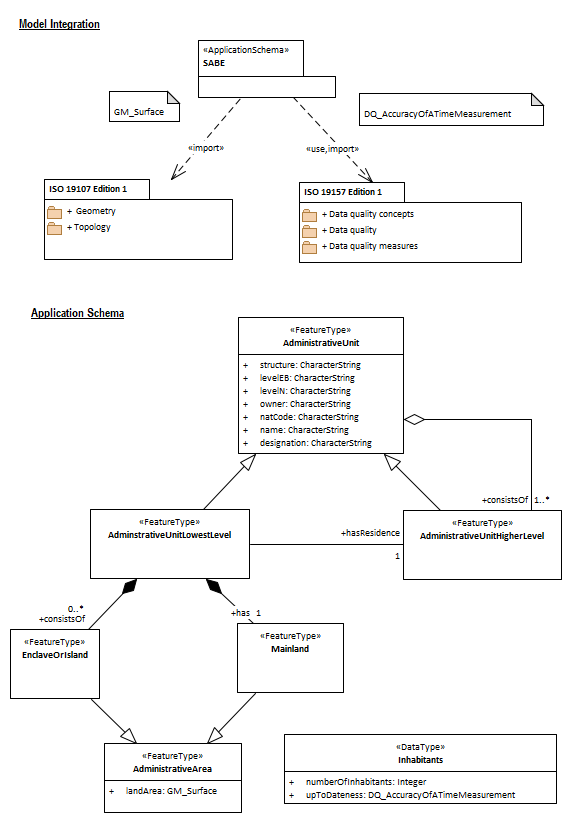 Model Integration
«ApplicationSchema»
SABE
GM_Surface
DQ_AccuracyOfATimeMeasurement
«import»
«use,import»
ISO 19107 Edition 1
+ Geometry
+ Topology
ISO 19157 Edition 1
+ Data quality concepts
+ Data quality
+ Data quality measures
Application Schema
«FeatureType»
AdministrativeUnit
+ structure: CharacterString
+ levelEB: CharacterString
+ levelN: CharacterString
+ owner: CharacterString
+ natCode: CharacterString
+ name: CharacterString
+ designation: CharacterString
+consistsOf 1..*
«FeatureType»
AdminstrativeUnitLowestLevel
+hasResidence
1
«FeatureType»
AdministrativeUnitHigherLevel
0..*
+consistsOf
+has 1
«FeatureType»
EnclaveOrIsland
«FeatureType»
Mainland
«FeatureType»
AdministrativeArea
+ landArea: GM_Surface
«DataType»
Inhabitants
+ numberOfInhabitants: Integer
+ upToDateness: DQ_AccuracyOfATimeMeasurement